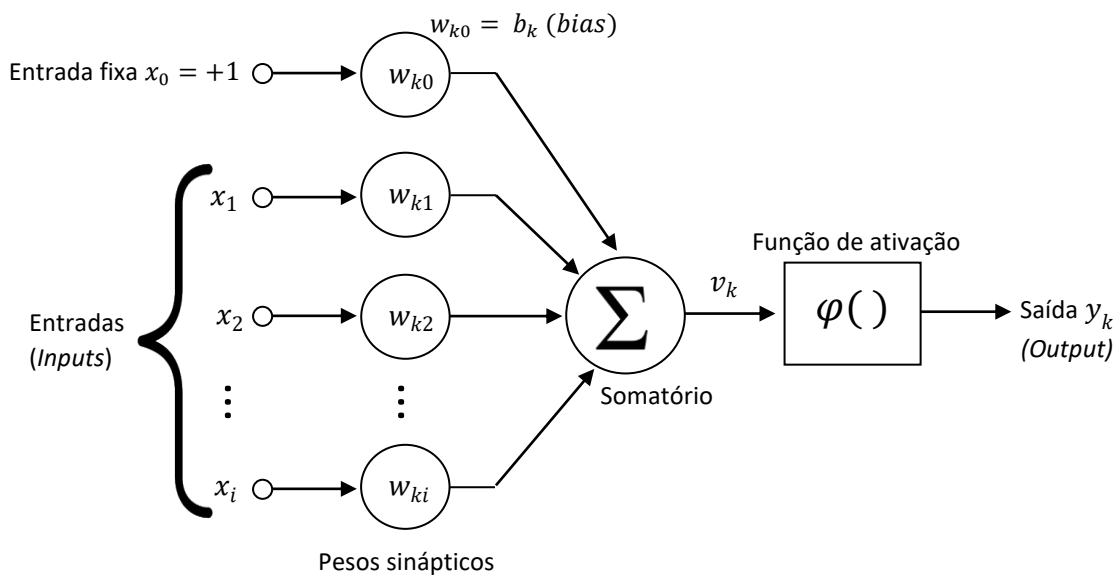 w_{k0} = b_k (bias)
Entrada fixa x_0 = +1
w_{k0}
x_1
w_{k1}
Função de ativação
Entradas
(Inputs)
x_2
w_{k2}
∑
v_k
φ( )
Saída y_k
(Output)
⋮
⋮
Somatório
x_i
w_{ki}
Pesos sinápticos